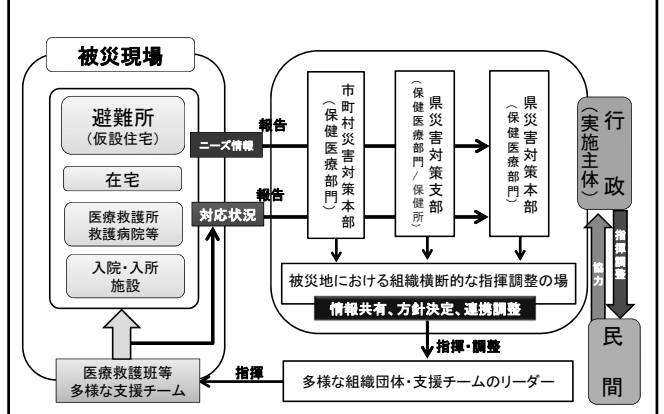 被災現場
避難所
(仮設住宅)
在宅
医療救護所
救護病院等
入院・入所
施設
医療救護班等
多様な支援チーム
ニーズ情報
対応状況
報告
報告
市町村災害対策本部
(保健医療部門)
県災害対策支部
(保健医療部門/保健所)
県災害対策本部
(保健医療部門)
被災地における組織横断的な指揮調整の場
情報共有、方針決定、連携調整
指揮・調整
多様な組織団体・支援チームのリーダー
指揮
行政
(実施主体)
協力
指揮調整
民間